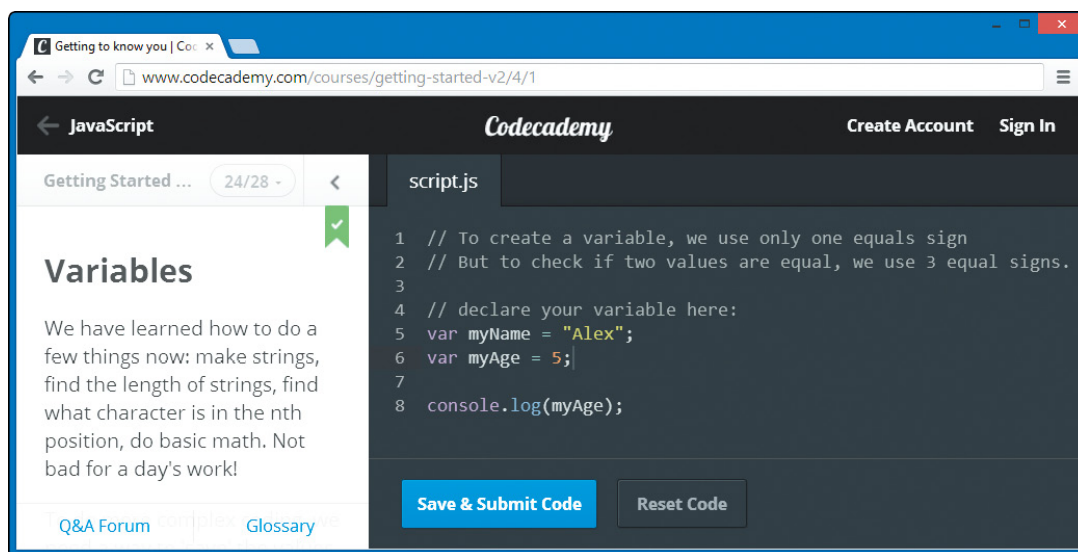 Getting to know you | Coc
www.codecademy.com/courses/getting-started-v2/4/1
JavaScript
Codecademy
Create Account Sign In
Getting Started ... 24/28
script.js
Variables
We have learned how to do a
few things now: make strings,
find the length of strings, find
what character is in the nth
position, do basic math. Not
bad for a day's work!
Q&A Forum Glossary
1 // To create a variable, we use only one equals sign
2 // But to check if two values are equal, we use 3 equal signs.
3
4 // declare your variable here:
5 var myName = "Alex";
6 var myAge = 5;
7
8 console.log(myAge);
Save & Submit Code Reset Code